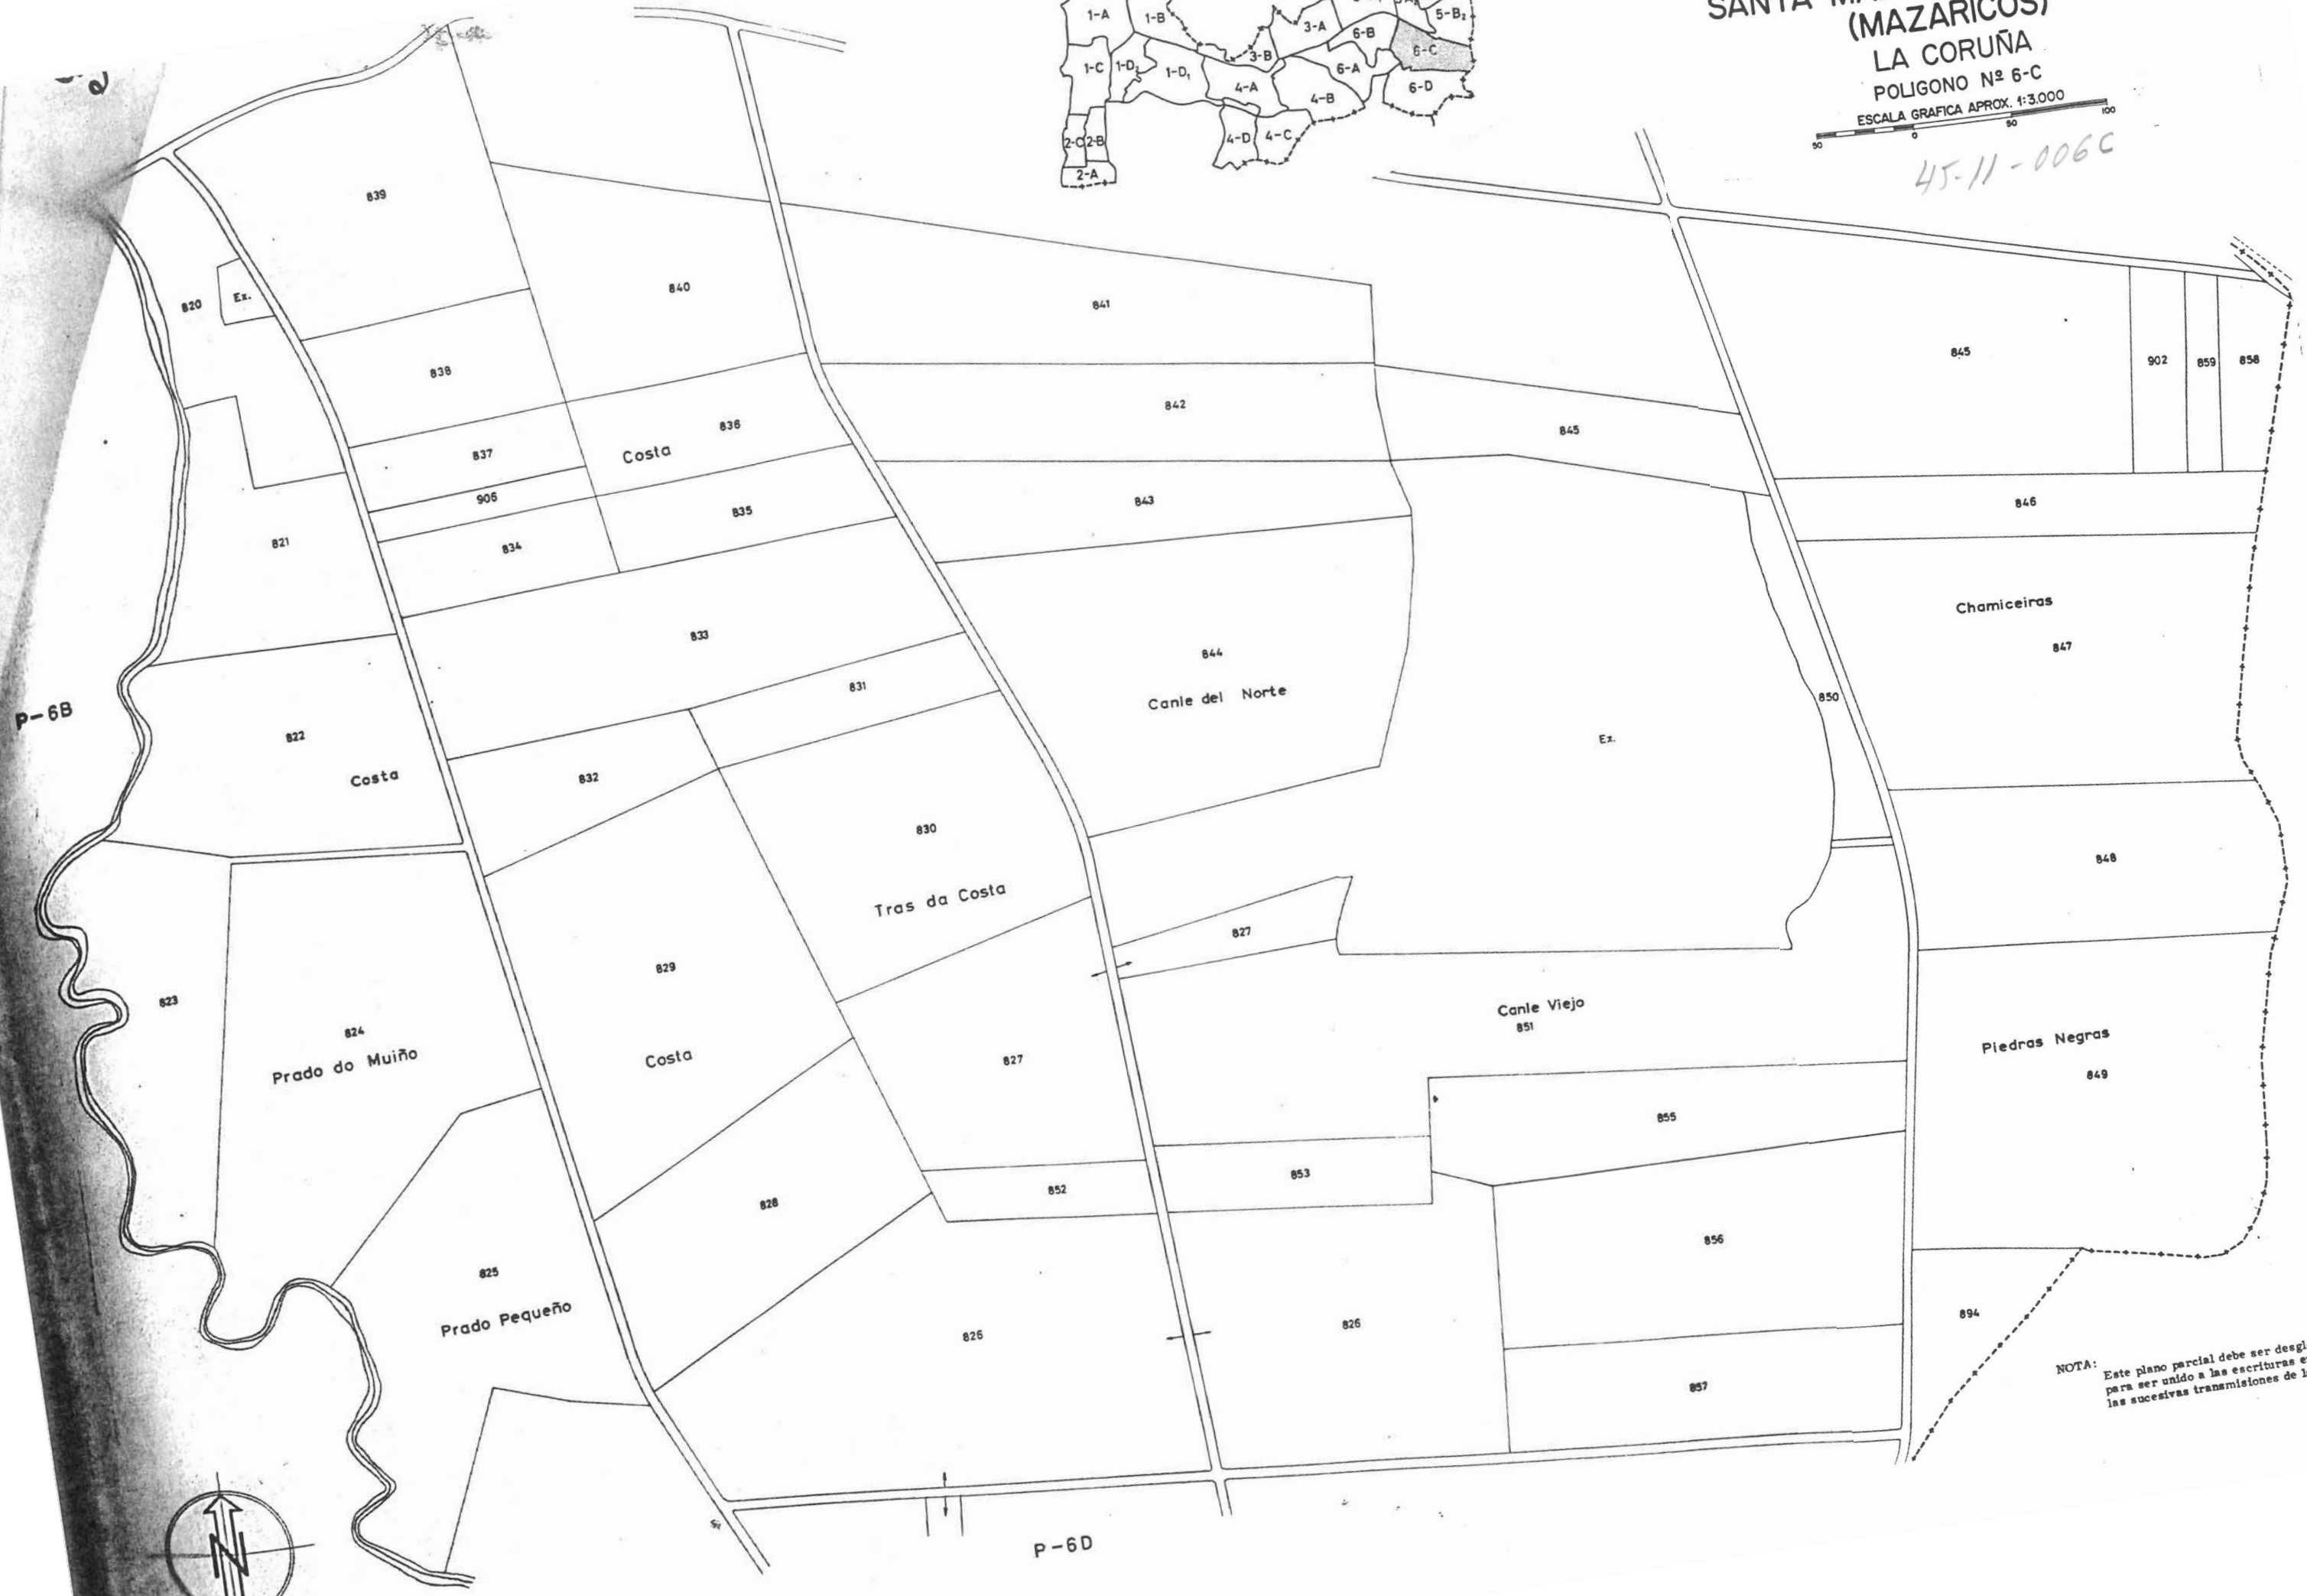 1-A
1-B
3-A
5-B₂
6-B
6-C
3-B
1-C
1-D₂
1-D₁
6-A
4-A
4-B
6-D
2-C
2-B
4-D
4-C
2-A
SANTA
(MAZARICOS)
LA CORUÑA
POLIGONO Nº 6-C
ESCALA GRAFICA APROX. 1:3.000
50 0 50 100
45-11-006C
839
820
Ex.
840
841
838
845
902
859
858
842
836
837
Costa
845
905
843
846
835
834
821
Chamiceiras
833
847
844
831
Canle del Norte
850
P-6B
822
Ex.
Costa
832
830
848
Tras da Costa
827
829
823
Canle Viejo
851
824
Prado do Muiño
Costa
827
Piedras Negras
849
855
853
852
828
856
825
Prado Pequeño
826
826
894
857
NOTA:
Este plano parcial debe ser
para ser unido a las escrituras
las sucesivas transmisiones de
N
P-6D